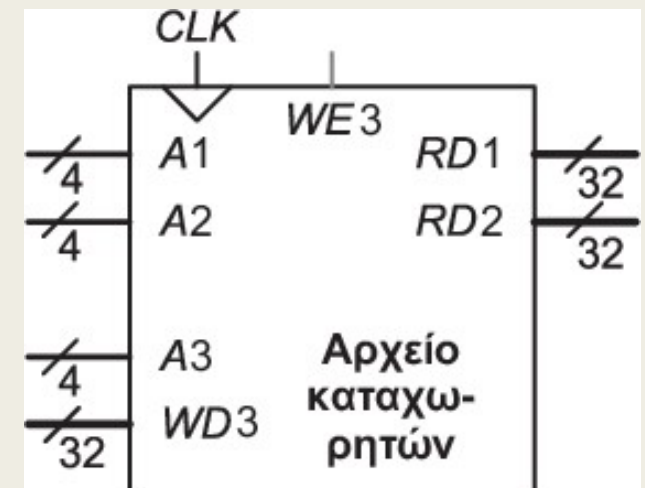 CLK
WE3
A1 RD1
4 32
A2 RD2
4 32
A3
4
WD3
32
Αρχείο
καταχω-
ρητών